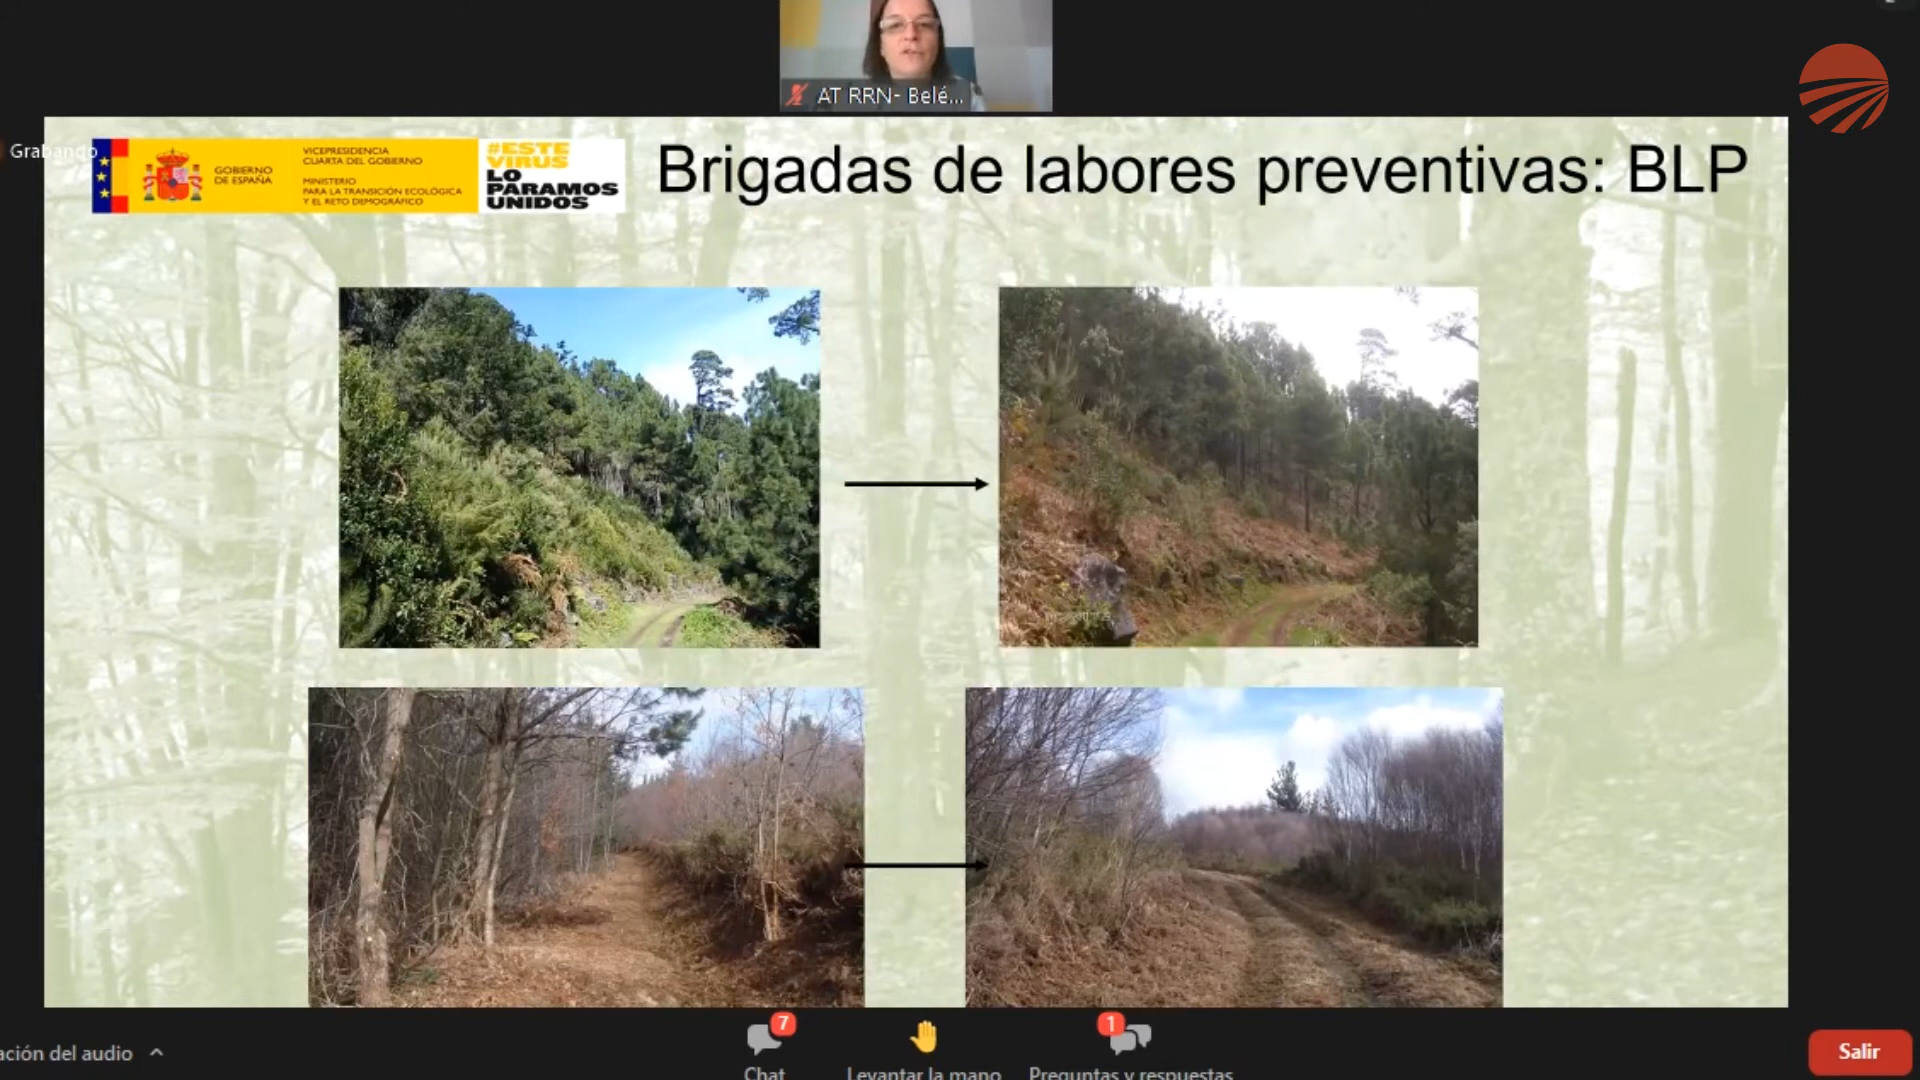 AT RRN- Belé...
Grabando
GOBIERNO
DE ESPAÑA
VICEPRESIDENCIA
CUARTA DEL GOBIERNO
MINISTERIO
PARA LA TRANSICIÓN ECOLÓGICA
Y EL RETO DEMOGRÁFICO
#ESTE
VIRUS
LO
PARAMOS
UNIDOS
Brigadas de labores preventivas: BLP
7
1
ación del audio
Chat
Levantar la mano
Preguntas y respuestas
Salir